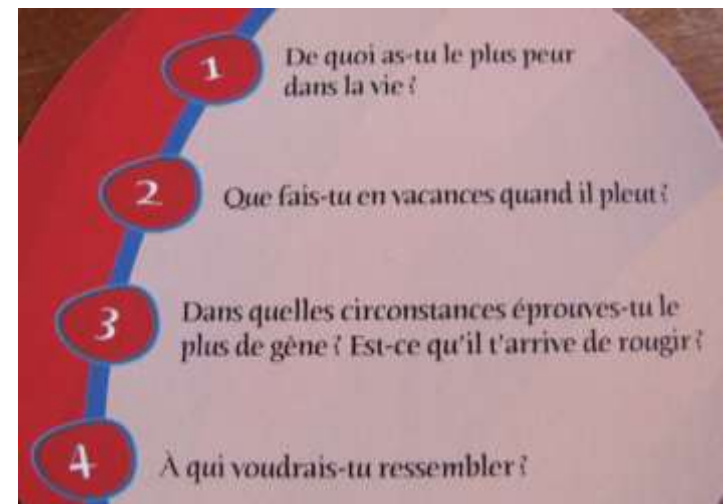 1
De quoi as-tu le plus peur
dans la vie ?
2
Que fais-tu en vacances quand il pleut ?
3
Dans quelles circonstances éprouves-tu le
plus de gêne ? Est-ce qu'il t'arrive de rougir ?
4
À qui voudrais-tu ressembler ?